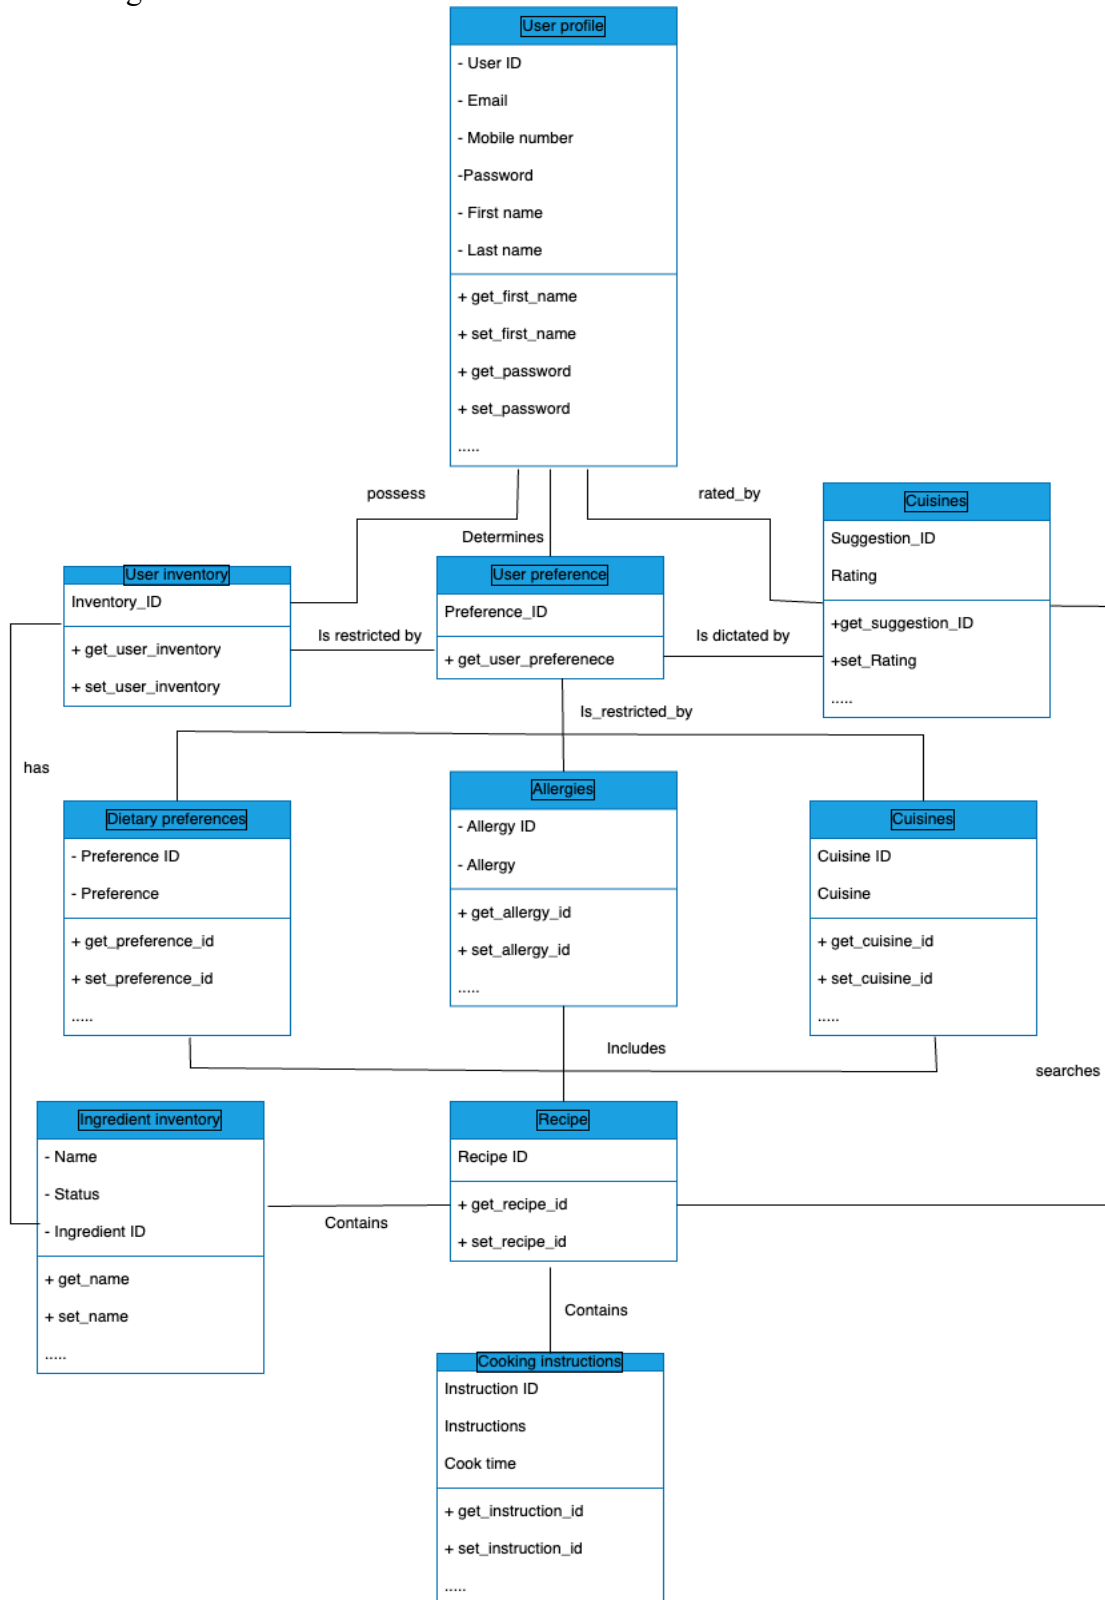 User profile
- User ID
- Email
- Mobile number
-Password
- First name
- Last name
+ get_first_name
+ set_first_name
+ get_password
+ set_password
.....
possess
rated_by
Determines
Cuisines
Suggestion_ID
Rating
+get_suggestion_ID
+set_Rating
.....
User inventory
Inventory_ID
+ get_user_inventory
+ set_user_inventory
Is restricted by
User preference
Preference_ID
+ get_user_preferenece
Is dictated by
Is_restricted_by
has
Dietary preferences
- Preference ID
- Preference
+ get_preference_id
+ set_preference_id
.....
Allergies
- Allergy ID
- Allergy
+ get_allergy_id
+ set_allergy_id
.....
Cuisines
Cuisine ID
Cuisine
+ get_cuisine_id
+ set_cuisine_id
.....
Includes
searches
Ingredient inventory
- Name
- Status
- Ingredient ID
+ get_name
+ set_name
.....
Contains
Recipe
Recipe ID
+ get_recipe_id
+ set_recipe_id
Contains
Cooking instructions
Instruction ID
Instructions
Cook time
+ get_instruction_id
+ set_instruction_id
.....